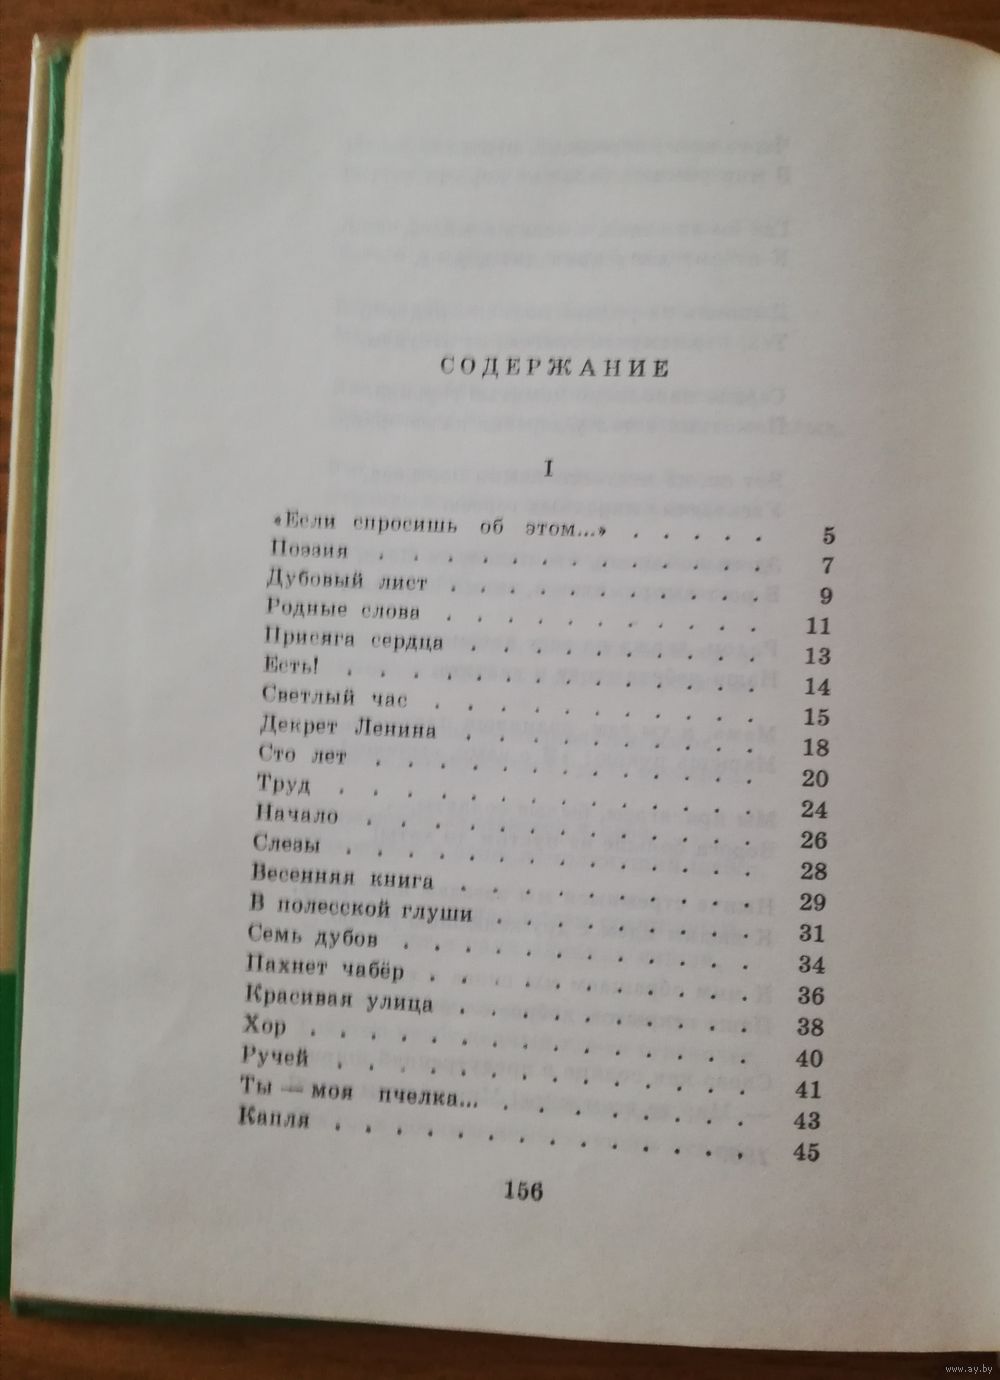 СОДЕРЖАНИЕ
I
«Если спросишь об этом...» . . . . . 5
Поэзия . . . . . . . . . . . . . 7
Дубовый лист . . . . . . . . . . 9
Родные слова . . . . . . . . . . 11
Присяга сердца . . . . . . . . . 13
Есть! . . . . . . . . . . . . . . 14
Светлый час . . . . . . . . . . . 15
Декрет Ленина . . . . . . . . . . 18
Сто лет . . . . . . . . . . . . . 20
Труд . . . . . . . . . . . . . . 24
Начало . . . . . . . . . . . . . 26
Слезы . . . . . . . . . . . . . . 28
Весенняя книга . . . . . . . . . 29
В полесской глуши . . . . . . . . 31
Семь дубов . . . . . . . . . . . 34
Пахнет чабёр . . . . . . . . . . 36
Красивая улица . . . . . . . . . 38
Хор . . . . . . . . . . . . . . . 40
Ручей . . . . . . . . . . . . . . 41
Ты — моя пчелка... . . . . . . . . 43
Капля . . . . . . . . . . . . . . 45
156
www.ay.by